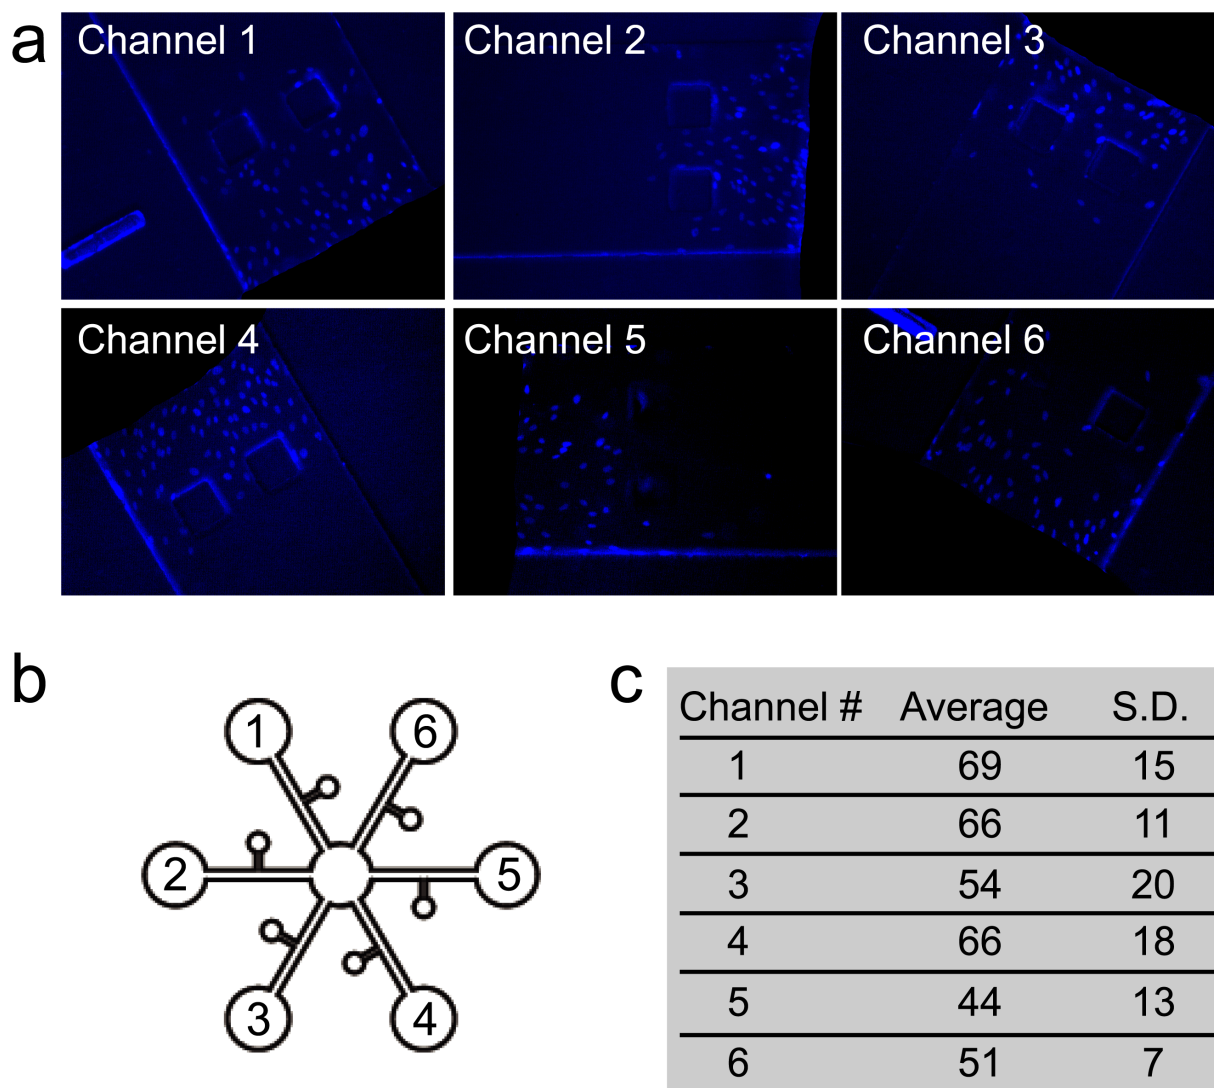 a
Channel 1
Channel 2
Channel 3
Channel 4
Channel 5
Channel 6
b
1
6
2
5
3
4
c
Channel # Average S.D.
1 69 15
2 66 11
3 54 20
4 66 18
5 44 13
6 51 7